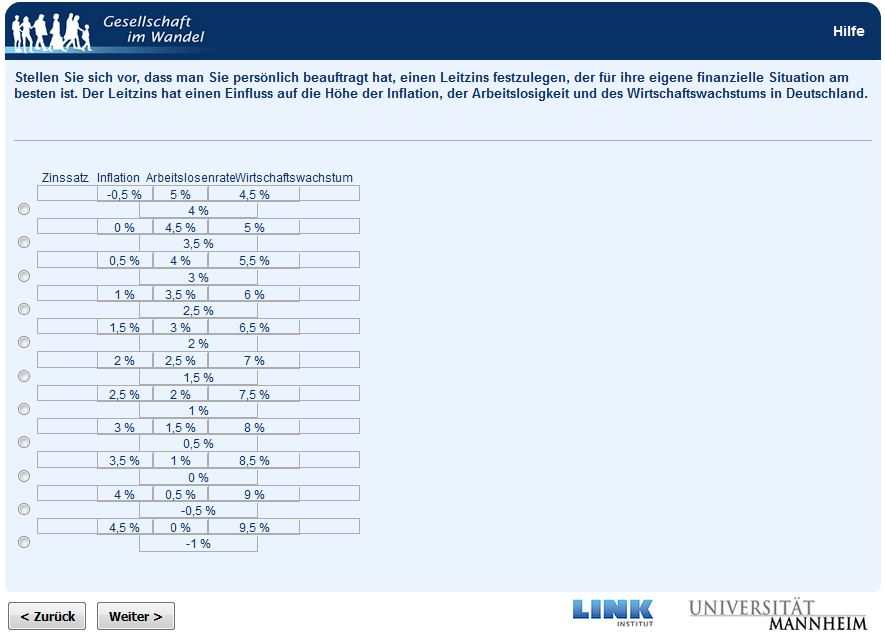 Gesellschaft
im Wandel
Hilfe
Stellen Sie sich vor, dass man Sie persönlich beauftragt hat, einen Leitzins festzulegen, der für ihre eigene finanzielle Situation am
besten ist. Der Leitzins hat einen Einfluss auf die Höhe der Inflation, der Arbeitslosigkeit und des Wirtschaftswachstums in Deutschland.
Zinssatz Inflation ArbeitslosenrateWirtschaftswachstum
-0,5 % 5 % 4,5 %
4 %
0 % 4,5 % 5 %
3,5 %
0,5 % 4 % 5,5 %
3 %
1 % 3,5 % 6 %
2,5 %
1,5 % 3 % 6,5 %
2 %
2 % 2,5 % 7 %
1,5 %
2,5 % 2 % 7,5 %
1 %
3 % 1,5 % 8 %
0,5 %
3,5 % 1 % 8,5 %
0 %
4 % 0,5 % 9 %
-0,5 %
4,5 % 0 % 9,5 %
-1 %
< Zurück Weiter >
LINK
INSTITUT
UNIVERSITÄT
MANNHEIM